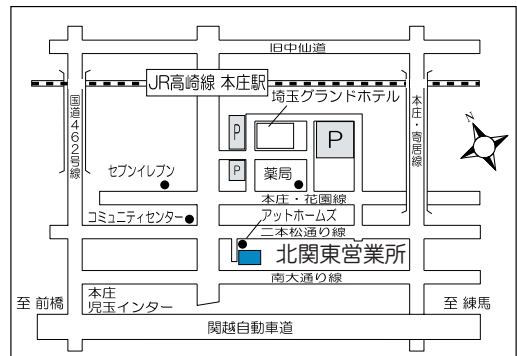 旧中仙道
JR高崎線 本庄駅
埼玉グランドホテル
国道462号線
本庄・寄居線
N
P
P
P
セブンイレブン
薬局
本庄・花園線
コミュニティセンター
アットホームズ
二本松通り線
北関東営業所
南大通り線
至 前橋
本庄
児玉インター
至 練馬
関越自動車道